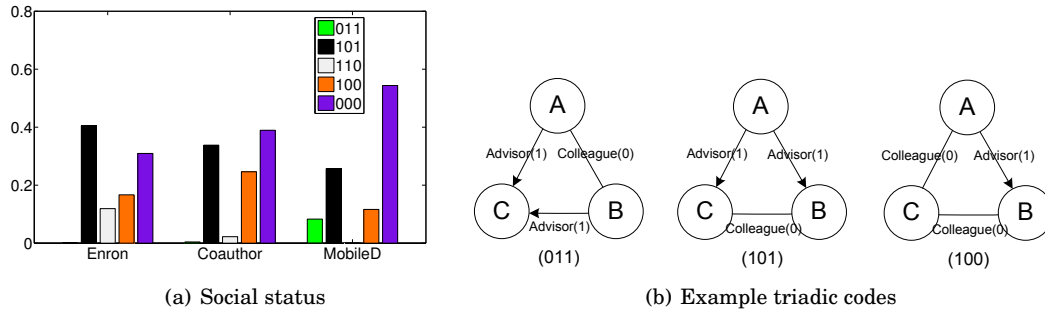 0.8
0.6
0.4
0.2
0
011
101
110
100
000
Enron Coauthor MobileD
(a) Social status
A
Advisor(1) Colleague(0)
C B
Advisor(1)
(011)
A
Advisor(1) Advisor(1)
C B
Colleague(0)
(101)
A
Colleague(0) Advisor(1)
C B
Colleague(0)
(100)
(b) Example triadic codes